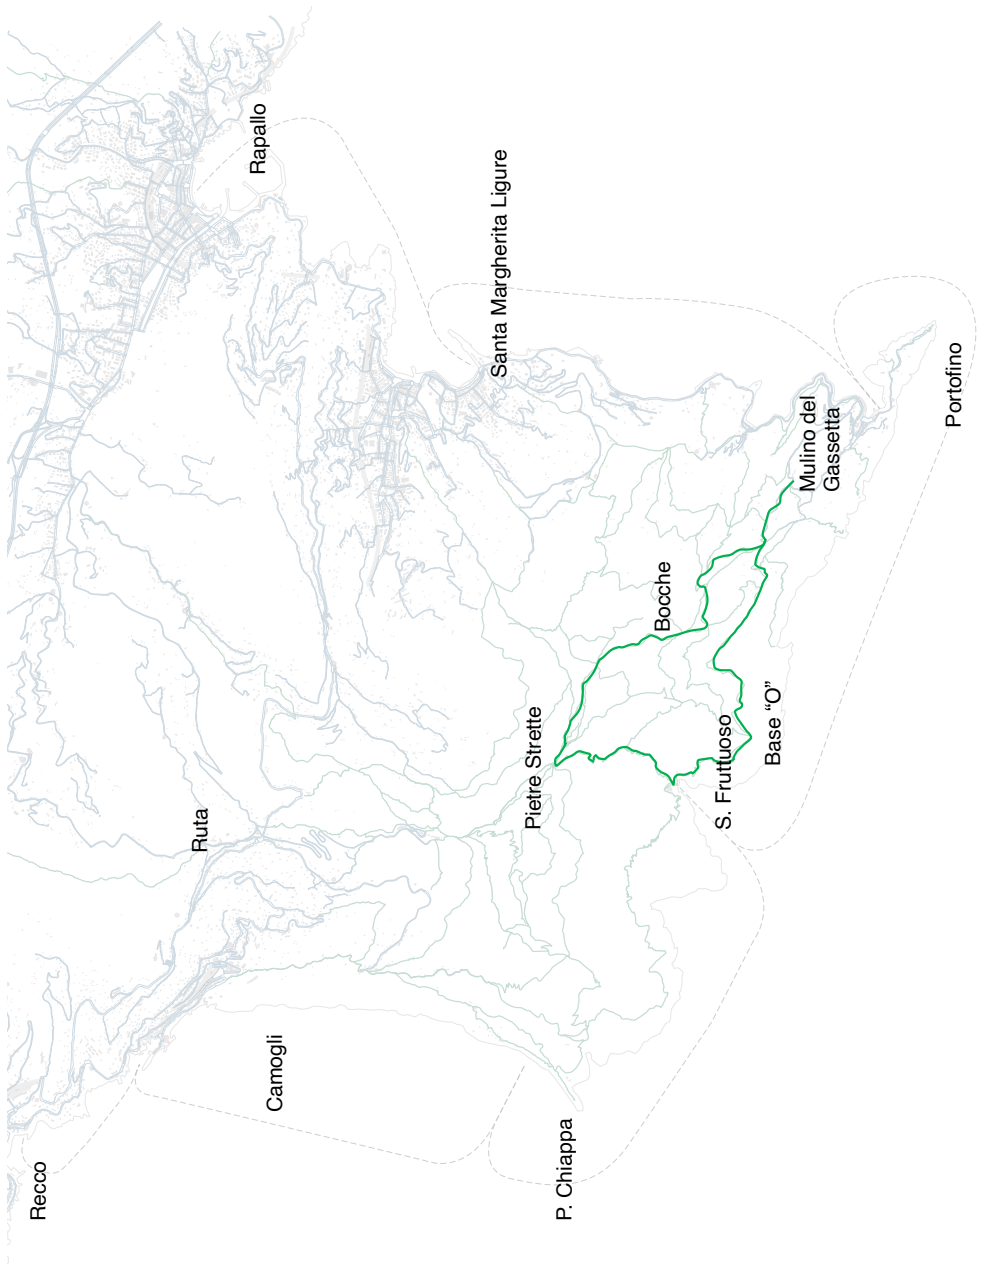 Recco
Camogli
P. Chiappa
Ruta
Pietre Strette
S. Fruttuoso
Base “O”
Bocche
Mulino del
Gassetta
Portofino
Santa Margherita Ligure
Rapallo